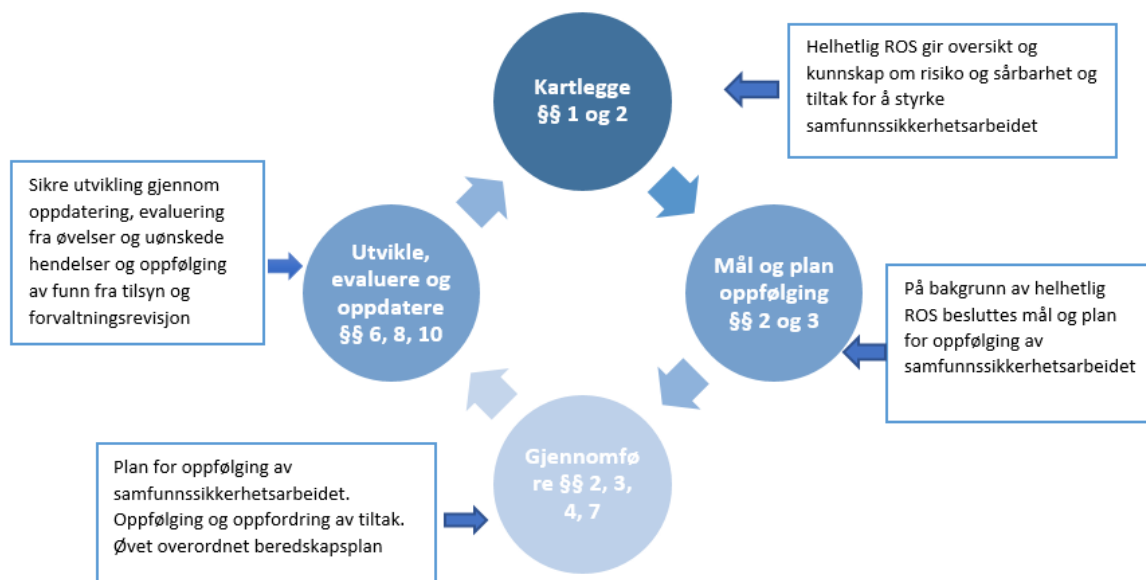 Kartlegge
§§ 1 og 2
Helhetlig ROS gir oversikt og
kunnskap om risiko og sårbarhet og
tiltak for å styrke
samfunnssikkerhetsarbeidet
Mål og plan
oppfølging
§§ 2 og 3
På bakgrunn av helhetlig
ROS besluttes mål og plan
for oppfølging av
samfunnssikkerhetsarbeidet
Gjennomfø
re §§ 2, 3,
4, 7
Plan for oppfølging av
samfunnssikkerhetsarbeidet.
Oppfølging og oppfordring av tiltak.
Øvet overordnet beredskapsplan
Utvikle,
evaluere og
oppdatere
§§ 6, 8, 10
Sikre utvikling gjennom
oppdatering, evaluering
fra øvelser og uønskede
hendelser og oppfølging
av funn fra tilsyn og
forvaltningsrevisjon